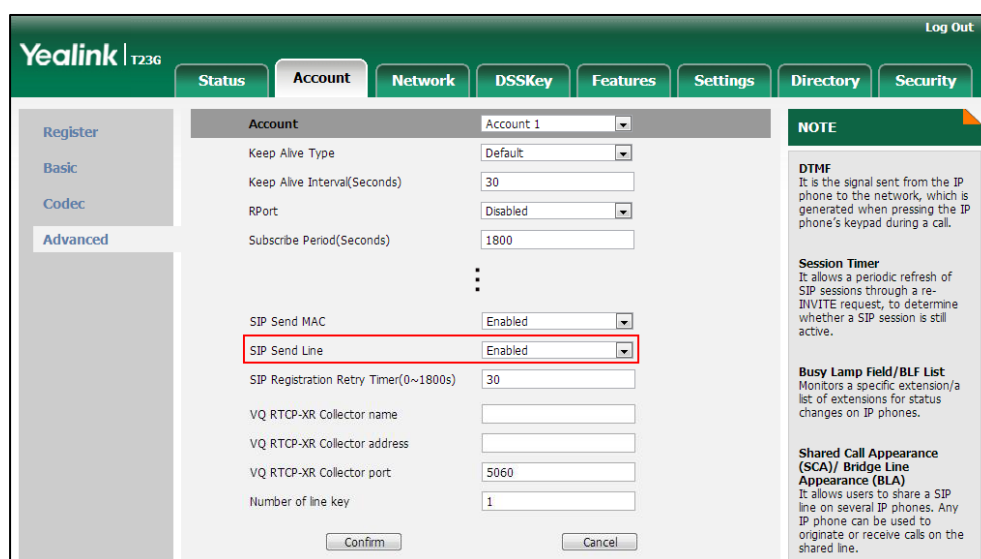 Log Out
Yealink | T23G
Status Account Network DSSKey Features Settings Directory Security
Register
Basic
Codec
Advanced
Account Account 1
Keep Alive Type Default
Keep Alive Interval(Seconds) 30
RPort Disabled
Subscribe Period(Seconds) 1800
SIP Send MAC Enabled
SIP Send Line Enabled
SIP Registration Retry Timer(0~1800s) 30
VQ RTCP-XR Collector name
VQ RTCP-XR Collector address
VQ RTCP-XR Collector port 5060
Number of line key 1
Confirm Cancel
NOTE
DTMF
It is the signal sent from the IP
phone to the network, which is
generated when pressing the IP
phone's keypad during a call.
Session Timer
It allows a periodic refresh of
SIP sessions through a re-
INVITE request, to determine
whether a SIP session is still
active.
Busy Lamp Field/BLF List
Monitors a specific extension/a
list of extensions for status
changes on IP phones.
Shared Call Appearance
(SCA)/ Bridge Line
Appearance (BLA)
It allows users to share a SIP
line on several IP phones. Any
IP phone can be used to
originate or receive calls on the
shared line.